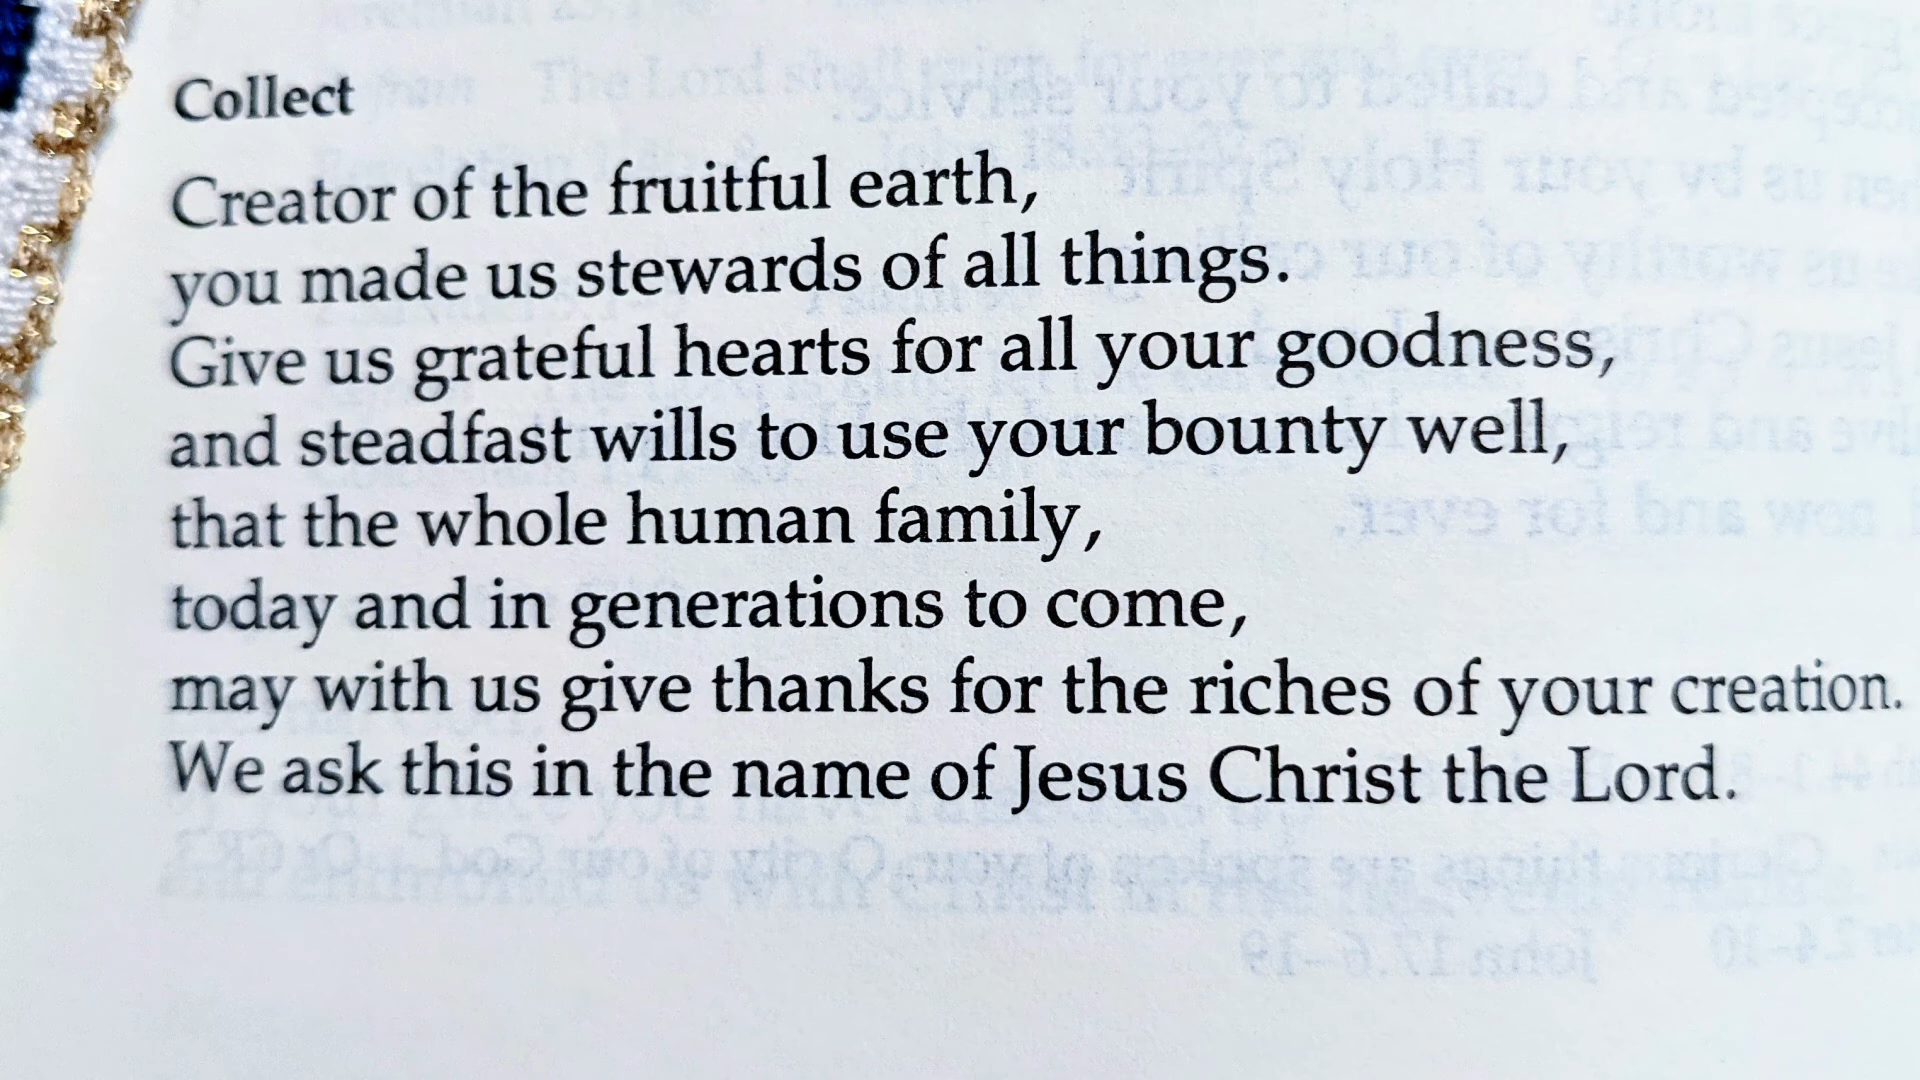 Collect
Creator of the fruitful earth,
you made us stewards of all things.
Give us grateful hearts for all your goodness,
and steadfast wills to use your bounty well,
that the whole human family,
today and in generations to come,
may with us give thanks for the riches of your creation.
We ask this in the name of Jesus Christ the Lord.